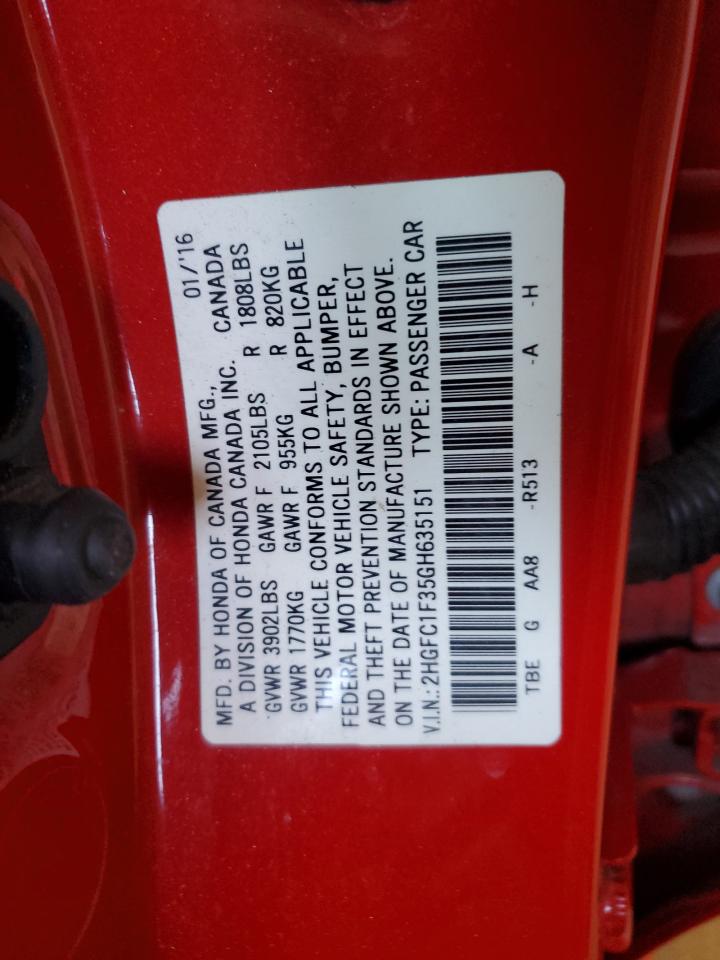 MFD. BY HONDA OF CANADA MFG., 01/'16
A DIVISION OF HONDA CANADA INC. CANADA
GVWR 3902LBS GAWR F 2105LBS R 1808LBS
GVWR 1770KG GAWR F 955KG R 820KG
THIS VEHICLE CONFORMS TO ALL APPLICABLE
FEDERAL MOTOR VEHICLE SAFETY, BUMPER,
AND THEFT PREVENTION STANDARDS IN EFFECT
ON THE DATE OF MANUFACTURE SHOWN ABOVE.
V.I.N.: 2HGFC1F35GH635151 TYPE: PASSENGER CAR
TBE G AA8 -R513 -A -H